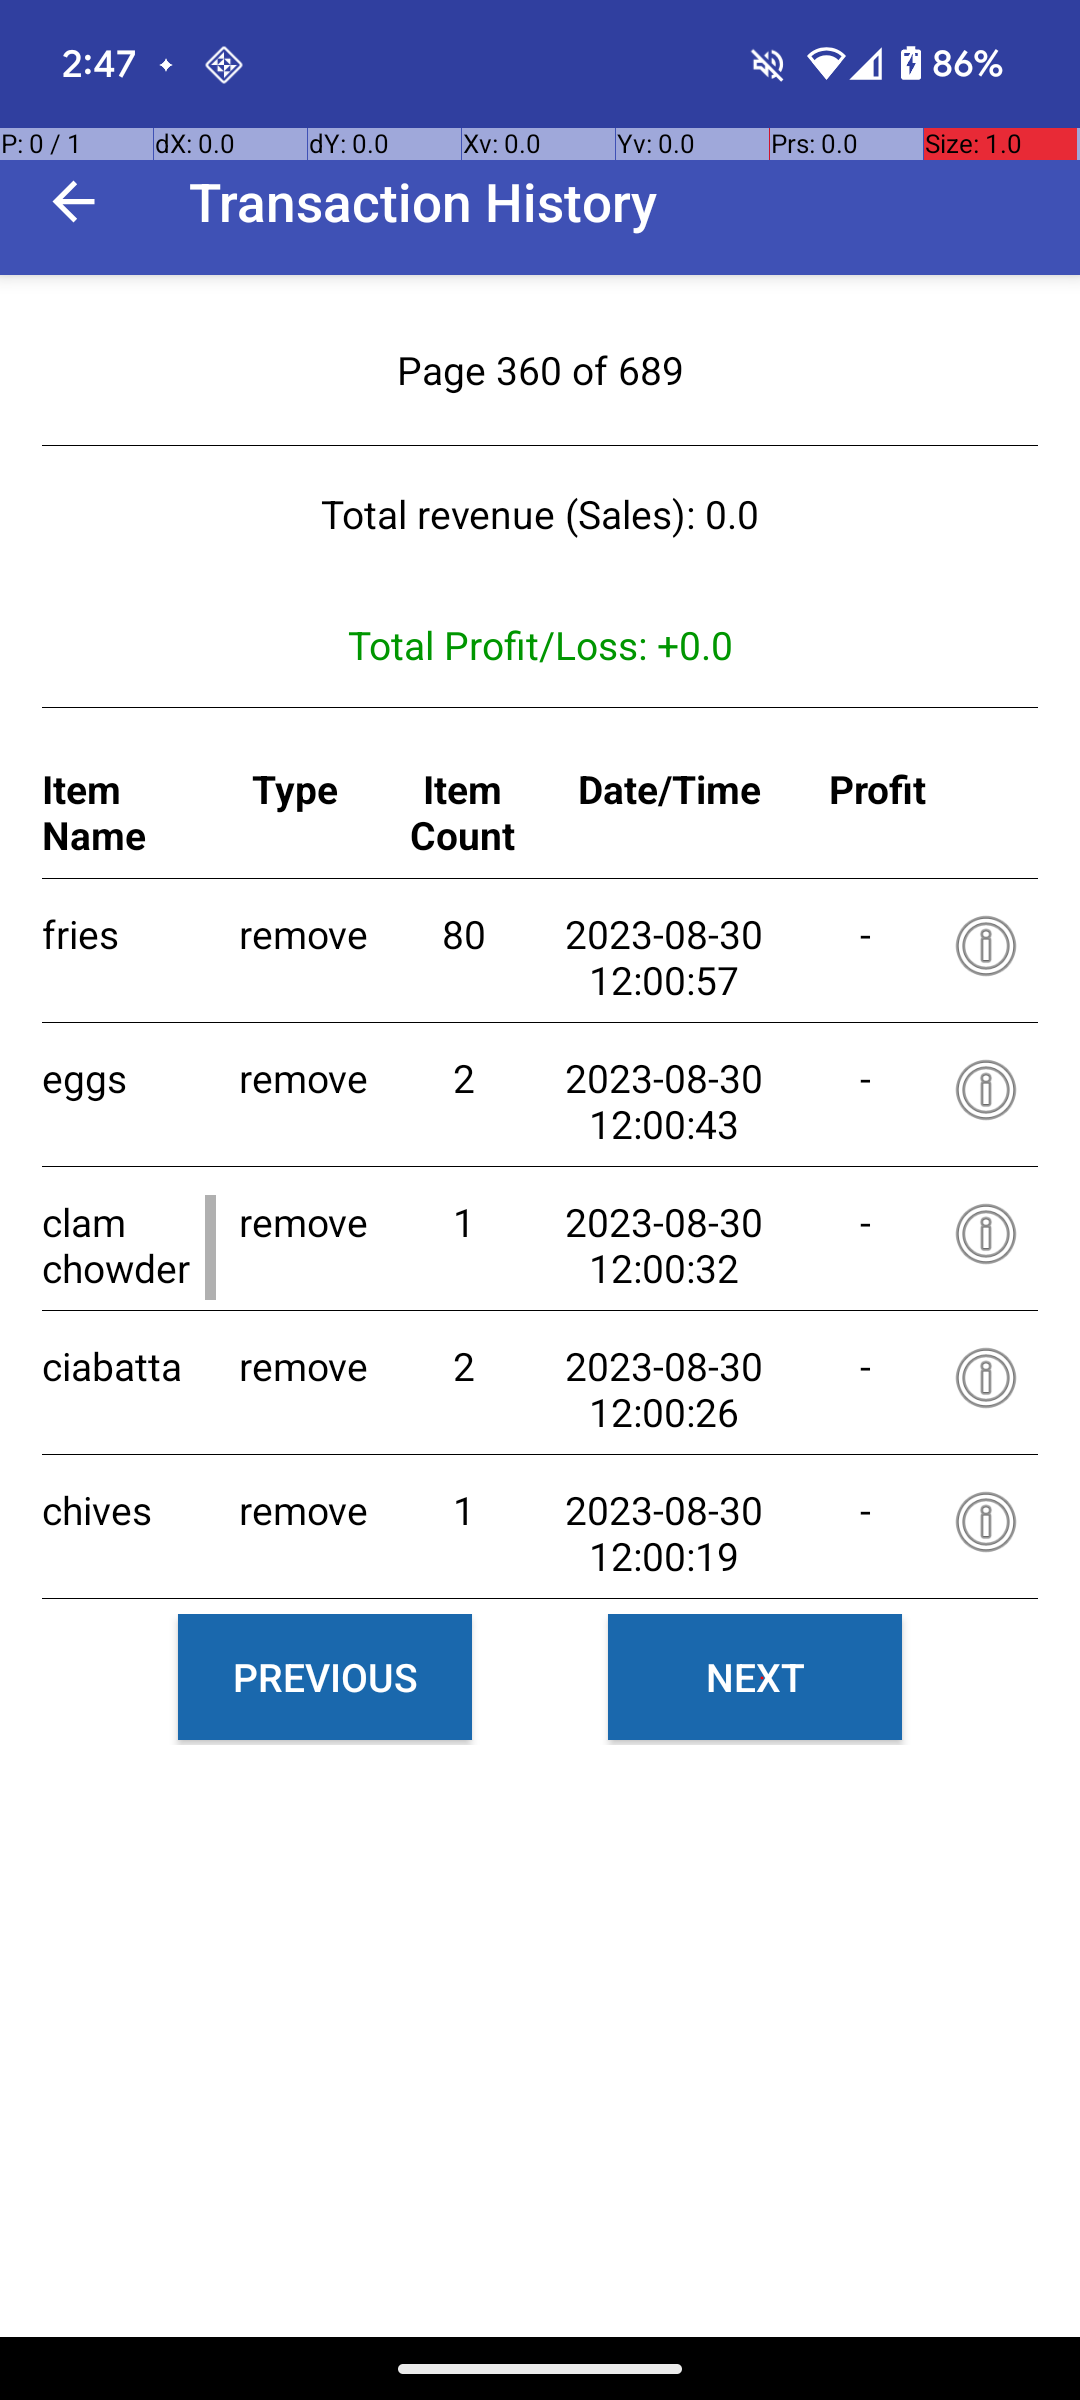 2:47
86%
P: 0 / 1 dX: 0.0 dY: 0.0 Xv: 0.0 Yv: 0.0 Prs: 0.0 Size: 1.0
Transaction History
Page 360 of 689
Total revenue (Sales): 0.0
Total Profit/Loss: +0.0
Item Name Type Item Count Date/Time Profit
fries remove 80 2023-08-30 12:00:57 -
eggs remove 2 2023-08-30 12:00:43 -
clam chowder remove 1 2023-08-30 12:00:32 -
ciabatta remove 2 2023-08-30 12:00:26 -
chives remove 1 2023-08-30 12:00:19 -
PREVIOUS NEXT